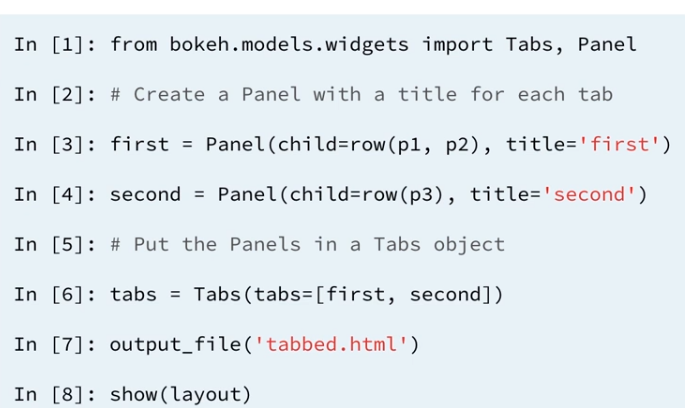 In [1]: from bokeh.models.widgets import Tabs, Panel
In [2]: # Create a Panel with a title for each tab
In [3]: first = Panel(child=row(p1, p2), title='first')
In [4]: second = Panel(child=row(p3), title='second')
In [5]: # Put the Panels in a Tabs object
In [6]: tabs = Tabs(tabs=[first, second])
In [7]: output_file('tabbed.html')
In [8]: show(layout)